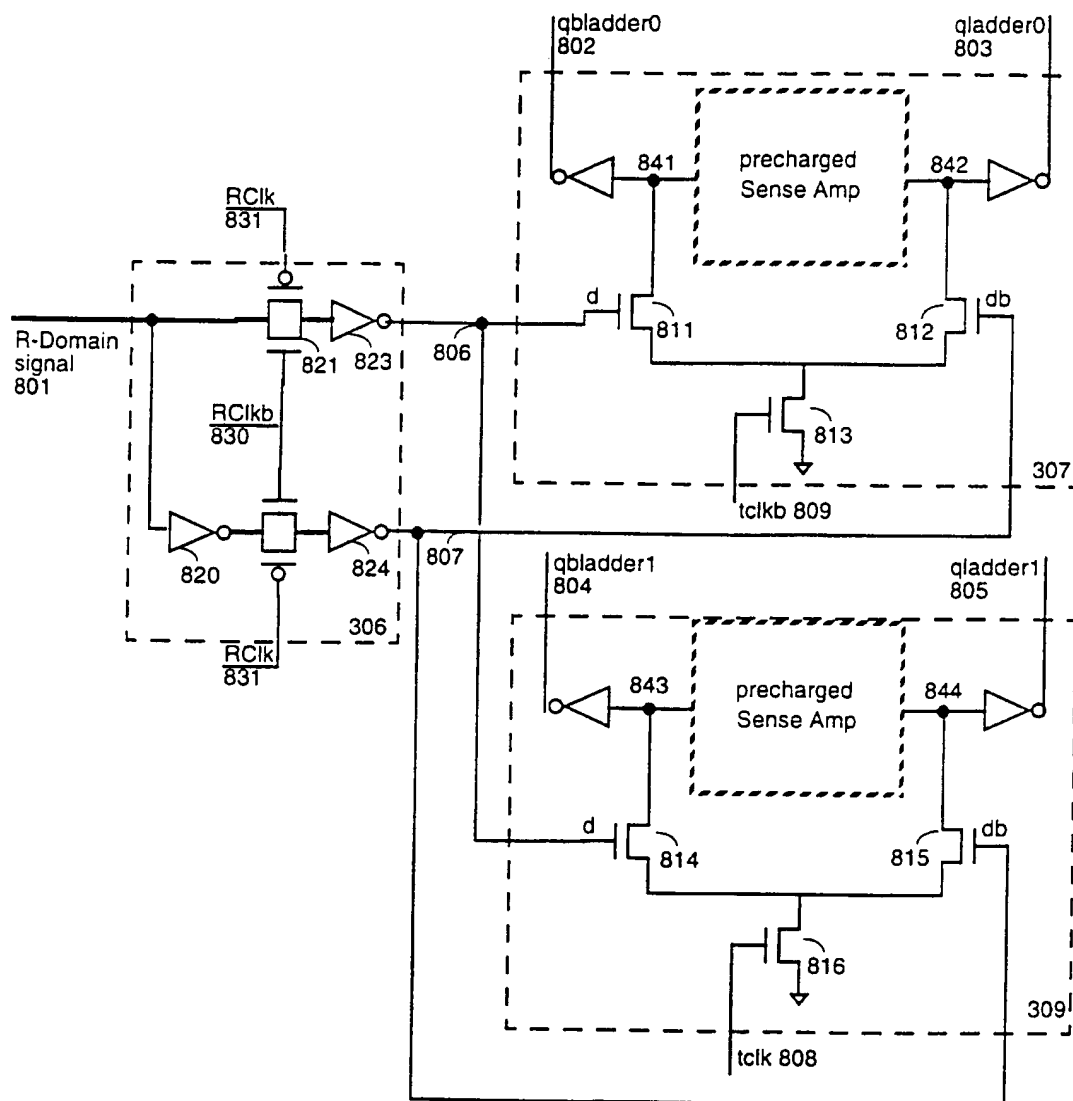 qbladder0
802
qladder0
803
841
precharged
Sense Amp
842
RClk
831
d
811
812
db
R-Domain
signal
801
821
823
806
RClkb
830
813
307
tclkb 809
820
824
807
qbladder1
804
qladder1
805
306
RClk
831
843
precharged
Sense Amp
844
d
814
815
db
816
309
tclk 808